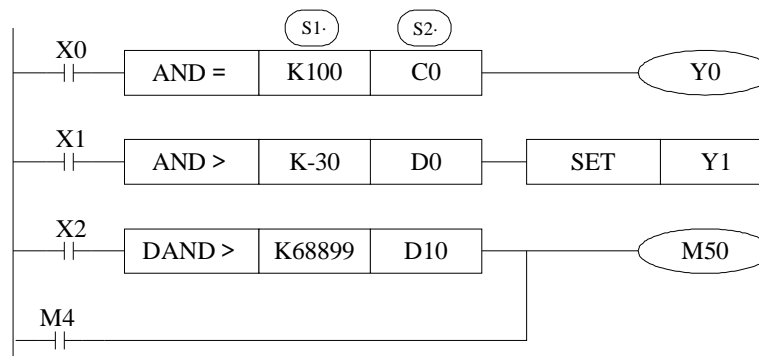 S1· S2·
X0
AND = K100 C0 Y0
X1
AND > K-30 D0 SET Y1
X2
DAND > K68899 D10 M50
M4